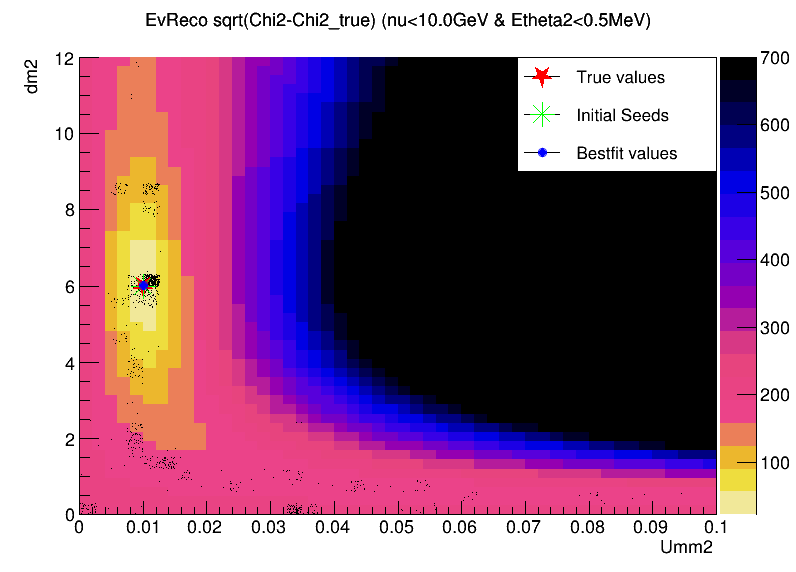 EvReco sqrt(Chi2-Chi2_true) (nu<10.0GeV & Etheta2<0.5MeV)
dm2
12
10
8
6
4
2
0
True values
Initial Seeds
Bestfit values
700
600
500
400
300
200
100
0 0.01 0.02 0.03 0.04 0.05 0.06 0.07 0.08 0.09 0.1
Umm2